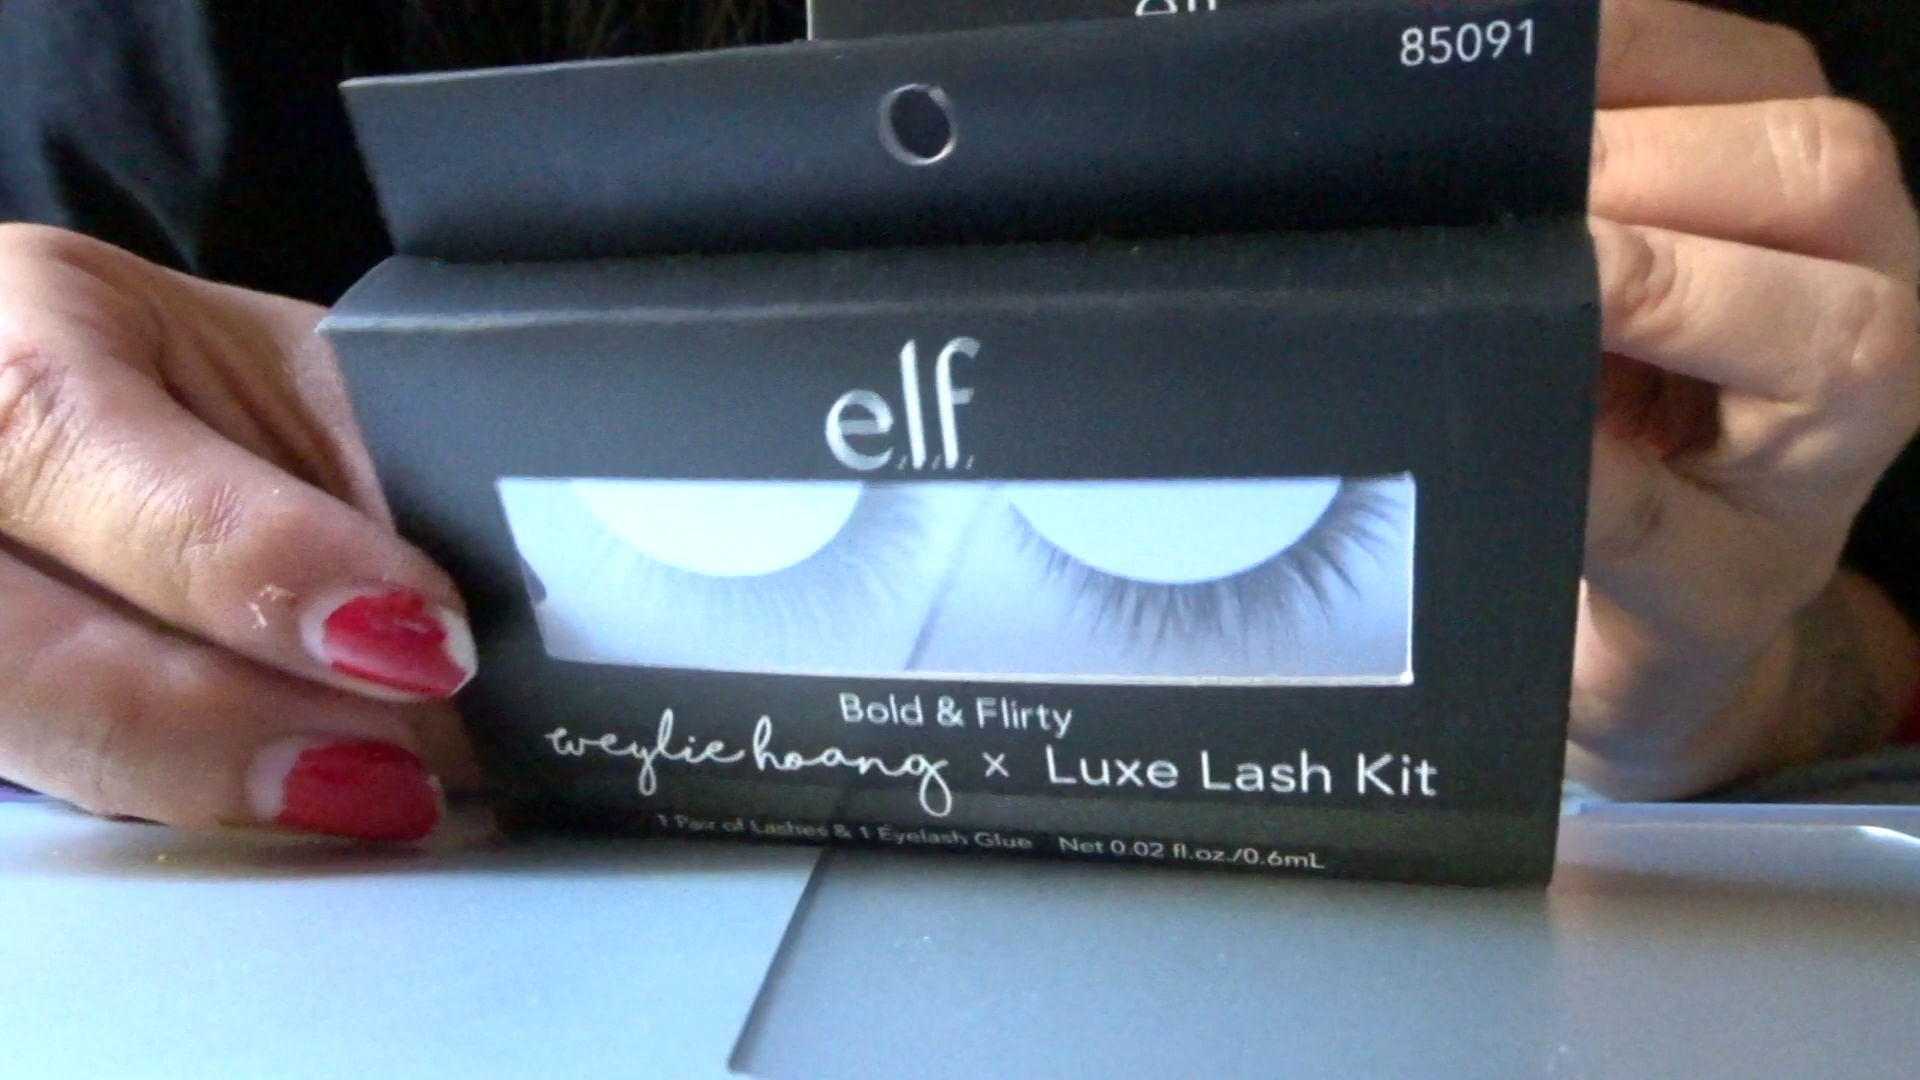 85091
e.l.f.
Bold & Flirty
weylie hoang x Luxe Lash Kit
1 Pair of Lashes & 1 Eyelash Glue Net 0.02 fl.oz./0.6mL